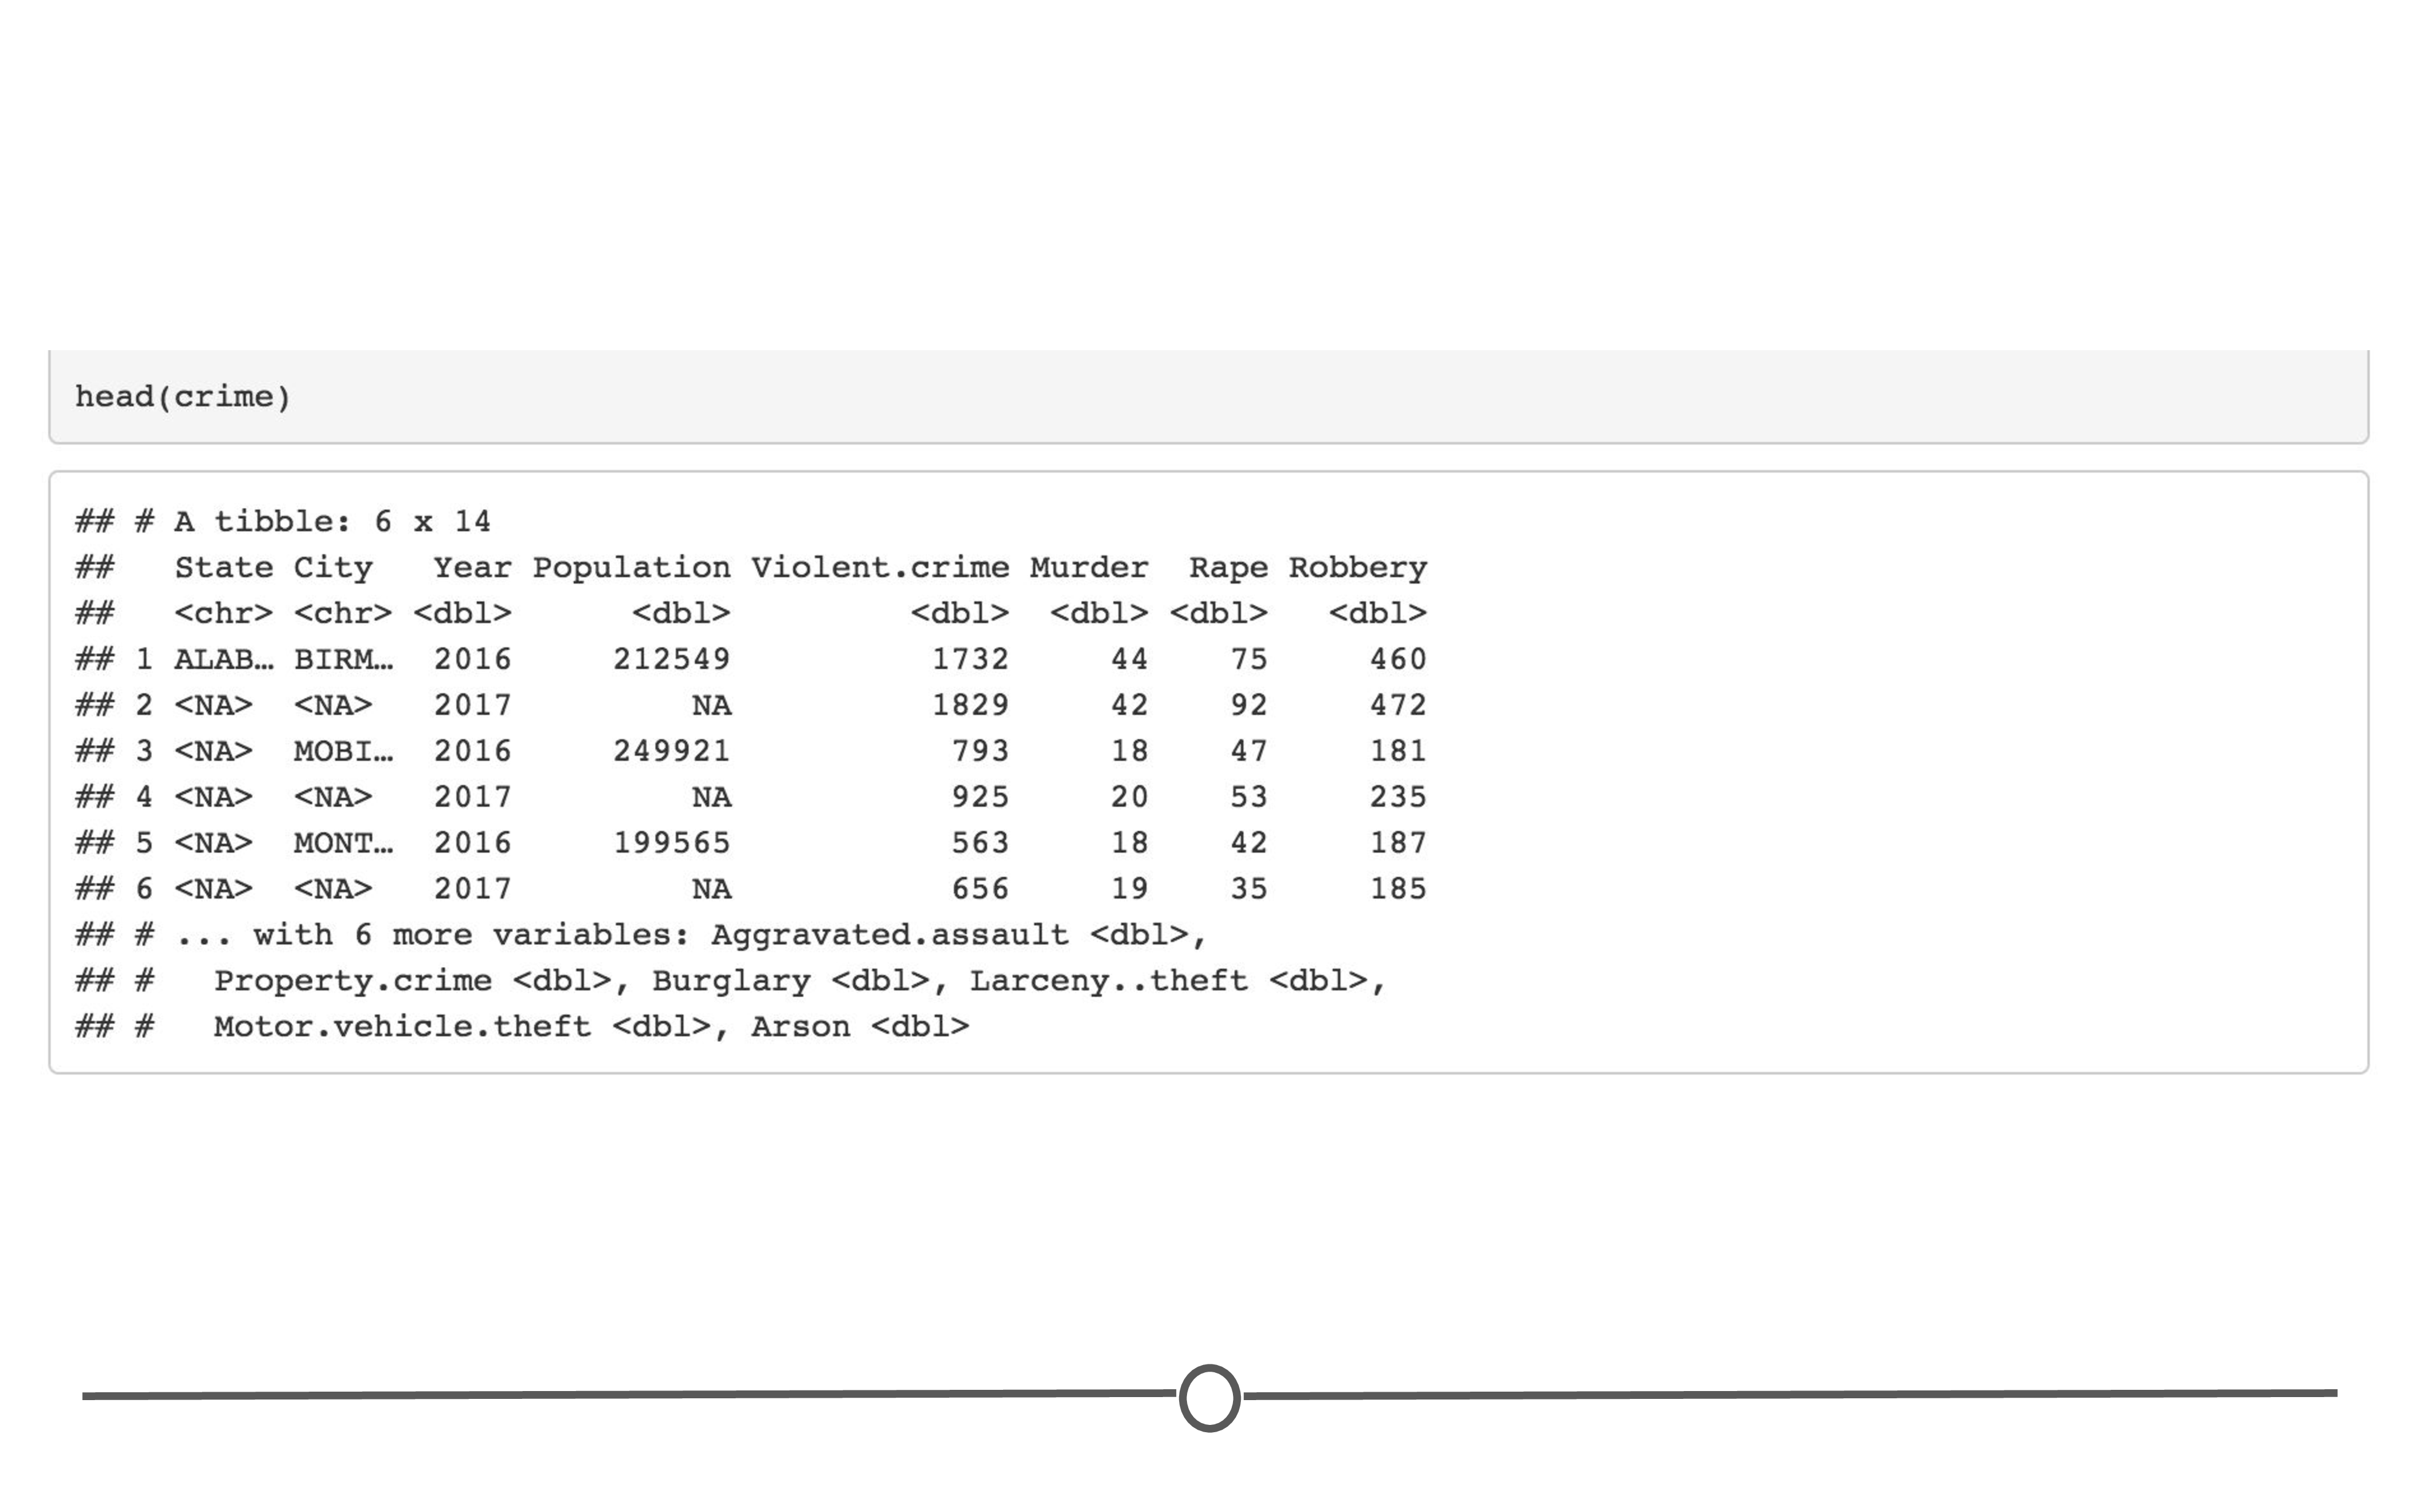 head(crime)
## # A tibble: 6 x 14
##   State City   Year Population Violent.crime Murder  Rape Robbery
##   <chr> <chr> <dbl>      <dbl>         <dbl>  <dbl> <dbl>   <dbl>
## 1 ALAB… BIRM…  2016     212549          1732     44    75     460
## 2 <NA>  <NA>   2017         NA          1829     42    92     472
## 3 <NA>  MOBI…  2016     249921           793     18    47     181
## 4 <NA>  <NA>   2017         NA           925     20    53     235
## 5 <NA>  MONT…  2016     199565           563     18    42     187
## 6 <NA>  <NA>   2017         NA           656     19    35     185
## # ... with 6 more variables: Aggravated.assault <dbl>,
## #   Property.crime <dbl>, Burglary <dbl>, Larceny..theft <dbl>,
## #   Motor.vehicle.theft <dbl>, Arson <dbl>